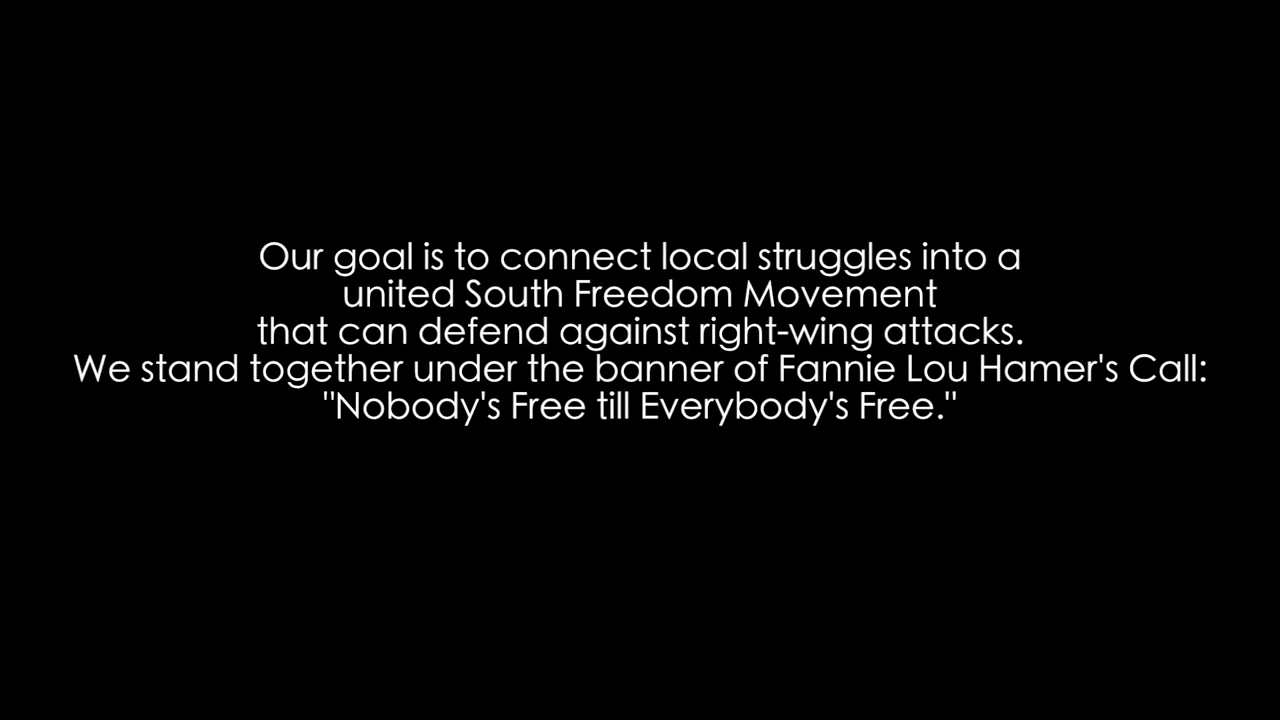 Our goal is to connect local struggles into a
united South Freedom Movement
that can defend against right-wing attacks.
We stand together under the banner of Fannie Lou Hamer's Call:
"Nobody's Free till Everybody's Free."